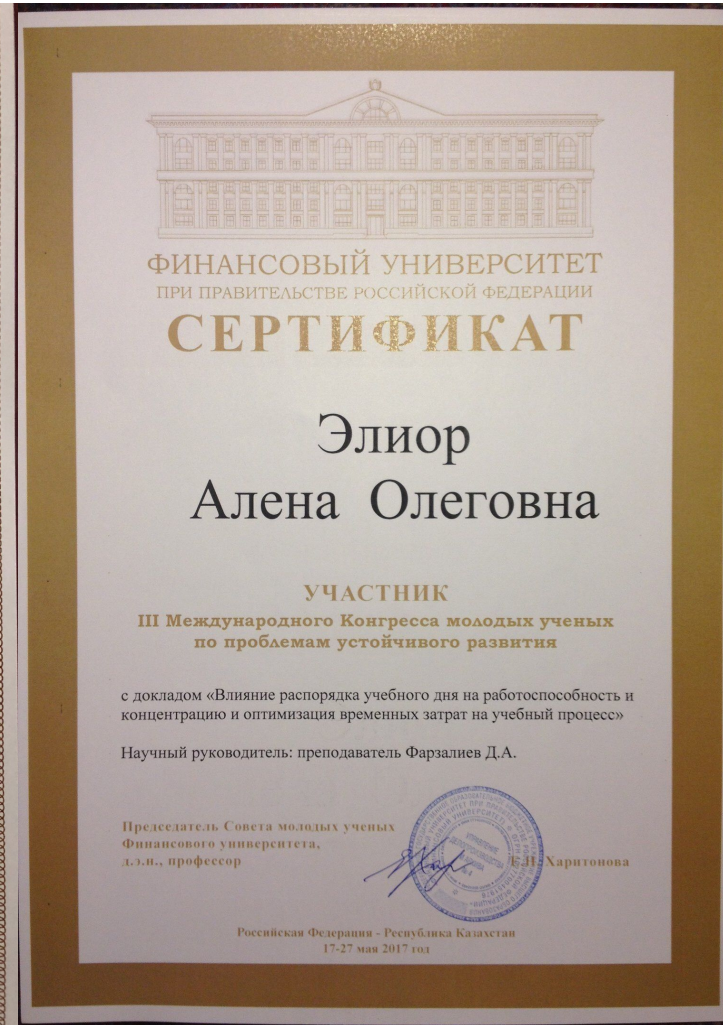 ФИНАНСОВЫЙ УНИВЕРСИТЕТ
ПРИ ПРАВИТЕЛЬСТВЕ РОССИЙСКОЙ ФЕДЕРАЦИИ
СЕРТИФИКАТ
Элиор
Алена Олеговна
УЧАСТНИК
III Международного Конгресса молодых ученых
по проблемам устойчивого развития
с докладом «Влияние распорядка учебного дня на работоспособность и
концентрацию и оптимизация временных затрат на учебный процесс»
Научный руководитель: преподаватель Фарзалиев Д.А.
Председатель Совета молодых ученых
Финансового университета,
д.э.н., профессор
Харитонова
Российская Федерация - Республика Казахстан
17-27 мая 2017 год